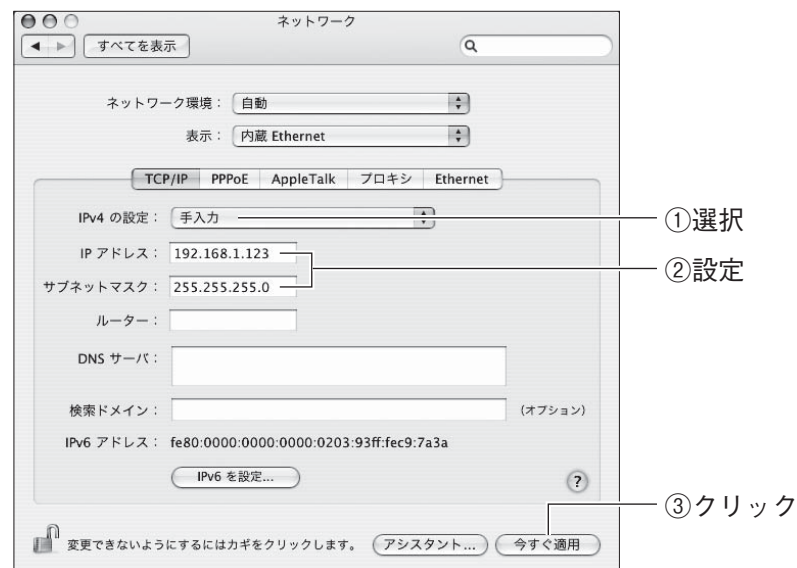 ネットワーク
すべてを表示
ネットワーク環境： 自動
表示： 内蔵 Ethernet
TCP/IP PPPoE AppleTalk プロキシ Ethernet
IPv4 の設定： 手入力
①選択
IP アドレス： 192.168.1.123
②設定
サブネットマスク： 255.255.255.0
ルーター：
DNS サーバ：
検索ドメイン： (オプション)
IPv6 アドレス： fe80:0000:0000:0000:0203:93ff:fec9:7a3a
IPv6 を設定... ?
③クリック
変更できないようにするにはカギをクリックします。 アシスタント... 今すぐ適用